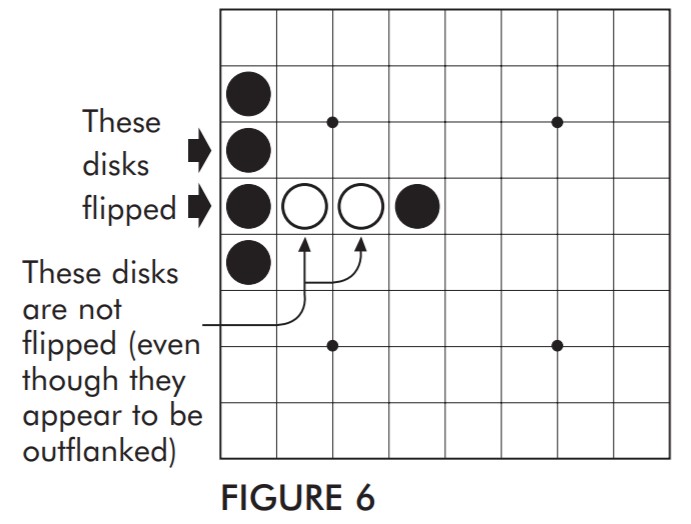 These
disks
flipped
These disks
are not
flipped (even
though they
appear to be
outflanked)
FIGURE 6